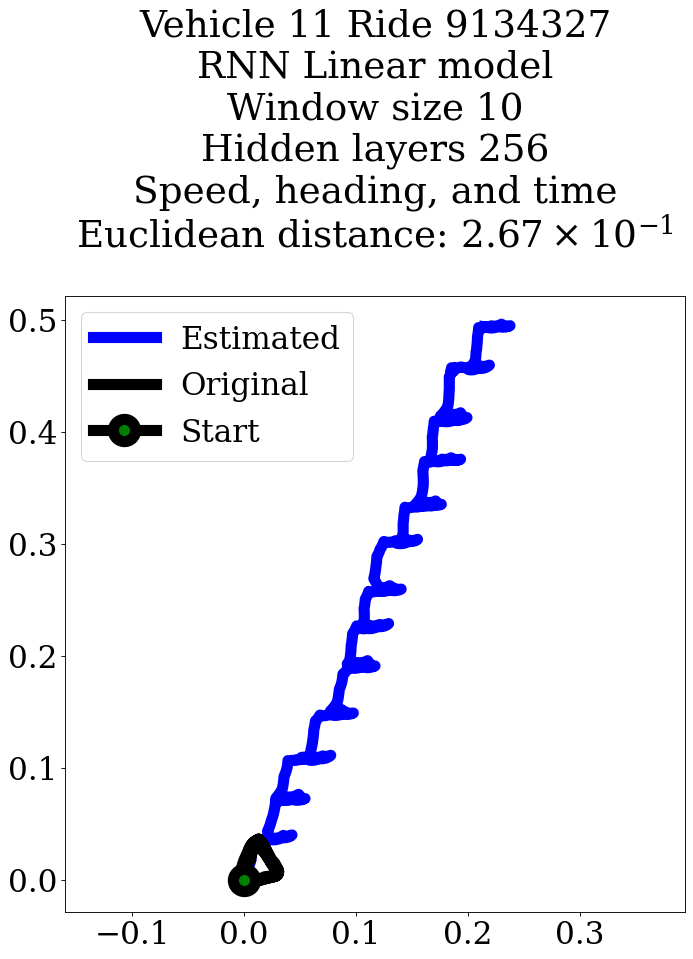 Vehicle 11 Ride 9134327
RNN Linear model
Window size 10
Hidden layers 256
Speed, heading, and time
Euclidean distance: 2.67 × 10⁻¹
Estimated
Original
Start
0.5
0.4
0.3
0.2
0.1
0.0
−0.1 0.0 0.1 0.2 0.3